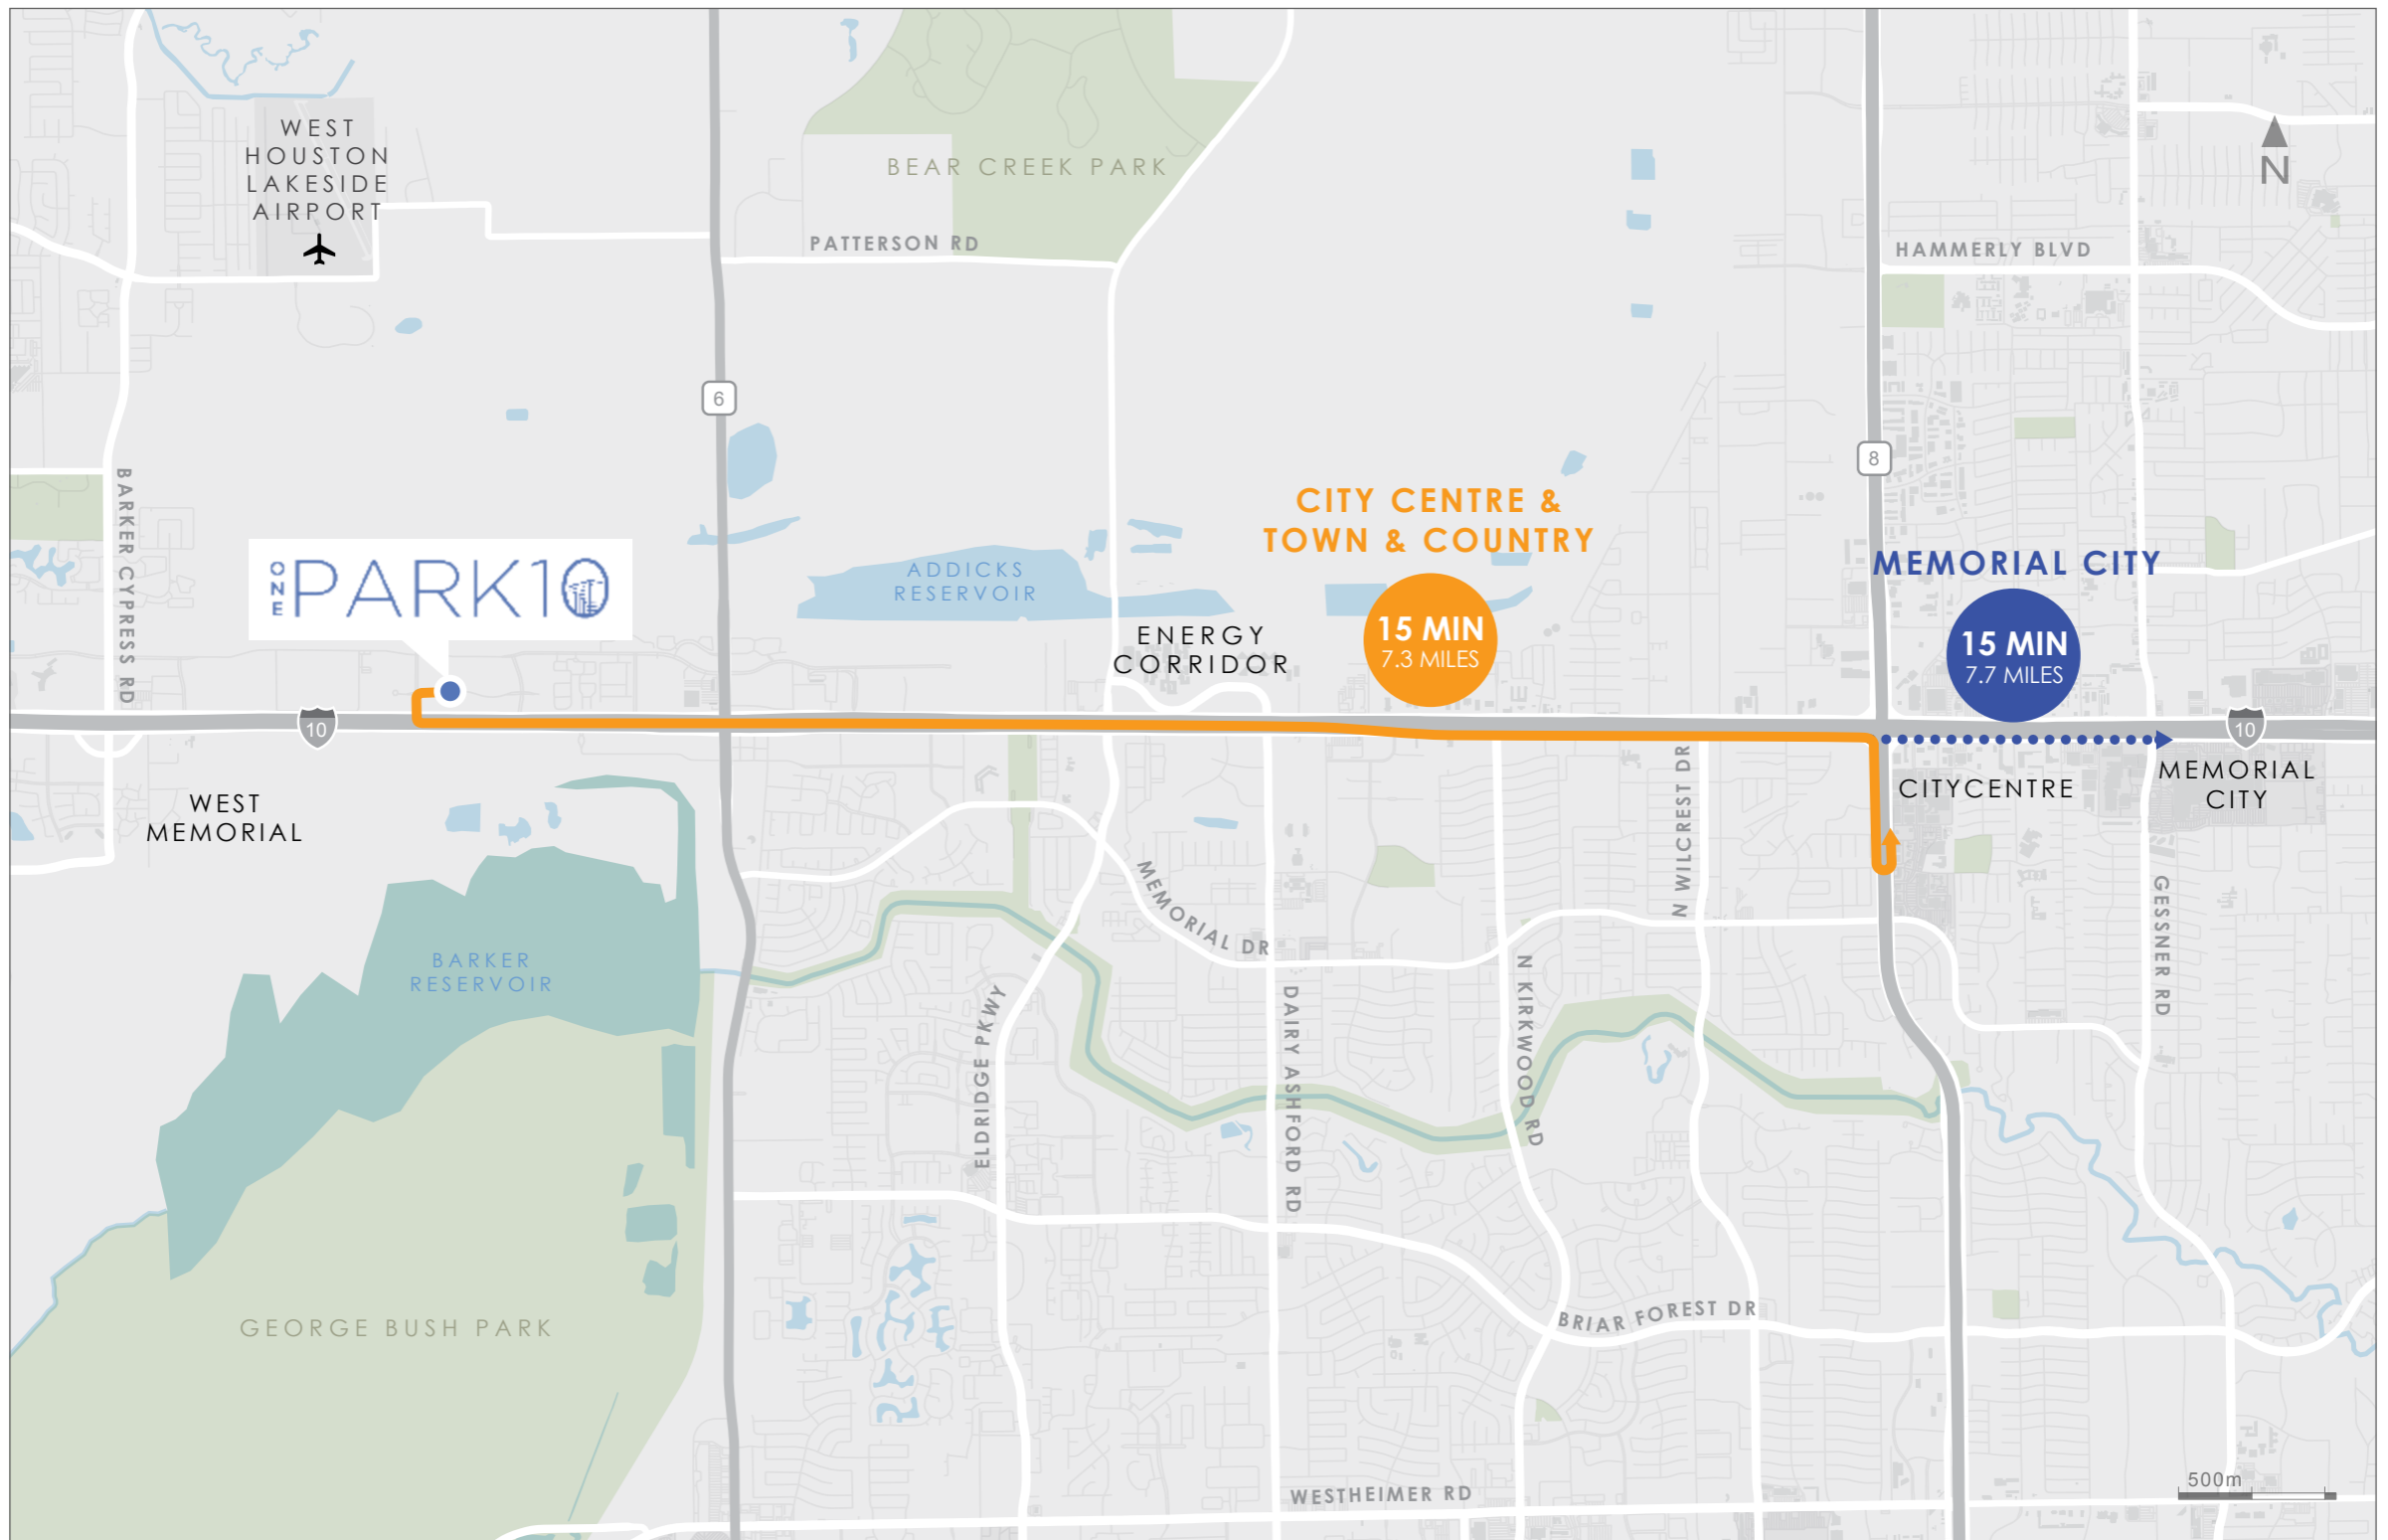 WEST
HOUSTON
LAKESIDE
AIRPORT
BEAR CREEK PARK
N
PATTERSON RD
HAMMERLY BLVD
6
8
BARKER CYPRESS RD
CITY CENTRE &
TOWN & COUNTRY
MEMORIAL CITY
ONE PARK10
ADDICKS
RESERVOIR
ENERGY
CORRIDOR
15 MIN
7.3 MILES
15 MIN
7.7 MILES
10
10
WEST
MEMORIAL
N WILCREST DR
CITYCENTRE
MEMORIAL
CITY
MEMORIAL DR
GESSNER RD
BARKER
RESERVOIR
ELDRIDGE PKWY
DAIRY ASHFORD RD
N KIRKWOOD RD
GEORGE BUSH PARK
BRIAR FOREST DR
WESTHEIMER RD
500m